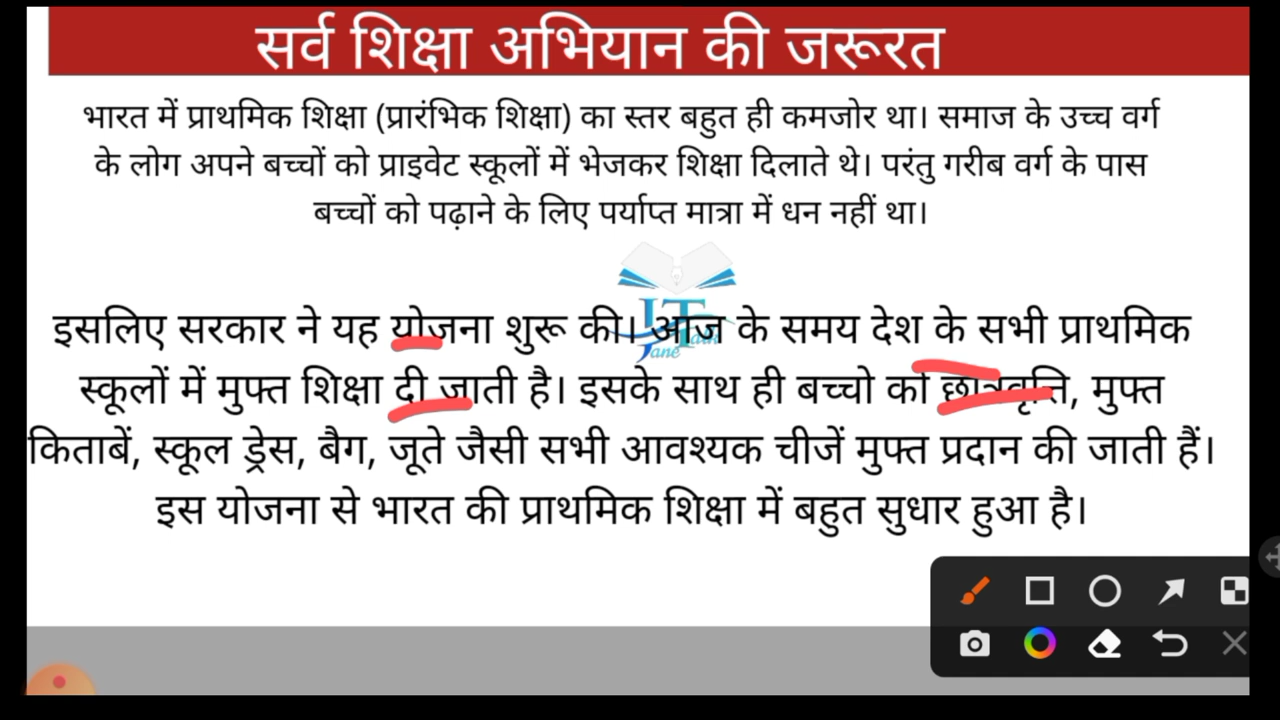 सर्व शिक्षा अभियान की जरूरत
भारत में प्राथमिक शिक्षा (प्रारंभिक शिक्षा) का स्तर बहुत ही कमजोर था। समाज के उच्च वर्ग
के लोग अपने बच्चों को प्राइवेट स्कूलों में भेजकर शिक्षा दिलाते थे। परंतु गरीब वर्ग के पास
बच्चों को पढ़ाने के लिए पर्याप्त मात्रा में धन नहीं था।
इसलिए सरकार ने यह योजना शुरू की। आज के समय देश के सभी प्राथमिक
स्कूलों में मुफ्त शिक्षा दी जाती है। इसके साथ ही बच्चो को छात्रवृत्ति, मुफ्त
किताबें, स्कूल ड्रेस, बैग, जूते जैसी सभी आवश्यक चीजें मुफ्त प्रदान की जाती हैं।
इस योजना से भारत की प्राथमिक शिक्षा में बहुत सुधार हुआ है।